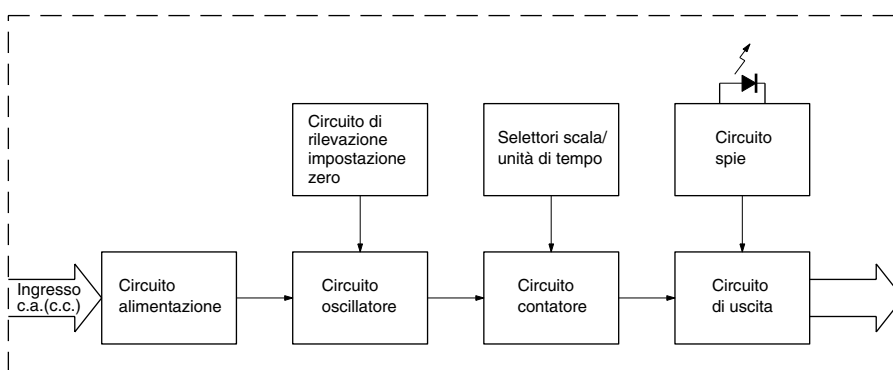 Circuito di
rilevazione
impostazione
zero
Selettori scala/
unità di tempo
Circuito
spie
Ingresso
c.a.(c.c.)
Circuito
alimentazione
Circuito
oscillatore
Circuito
contatore
Circuito
di uscita